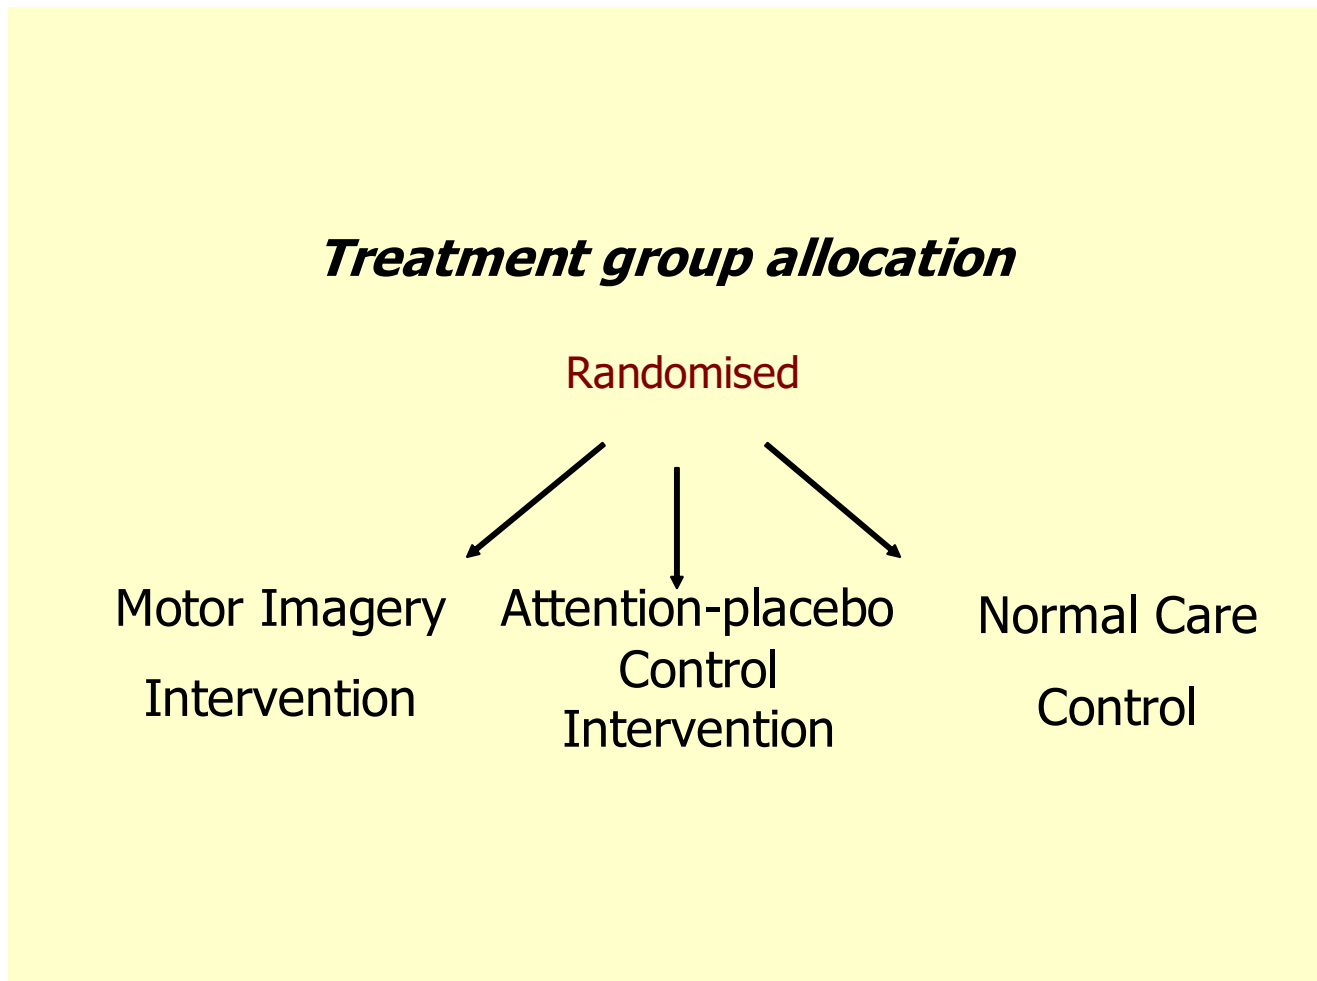 Treatment group allocation
Randomised
Motor Imagery
Intervention
Attention-placebo
Control
Intervention
Normal Care
Control